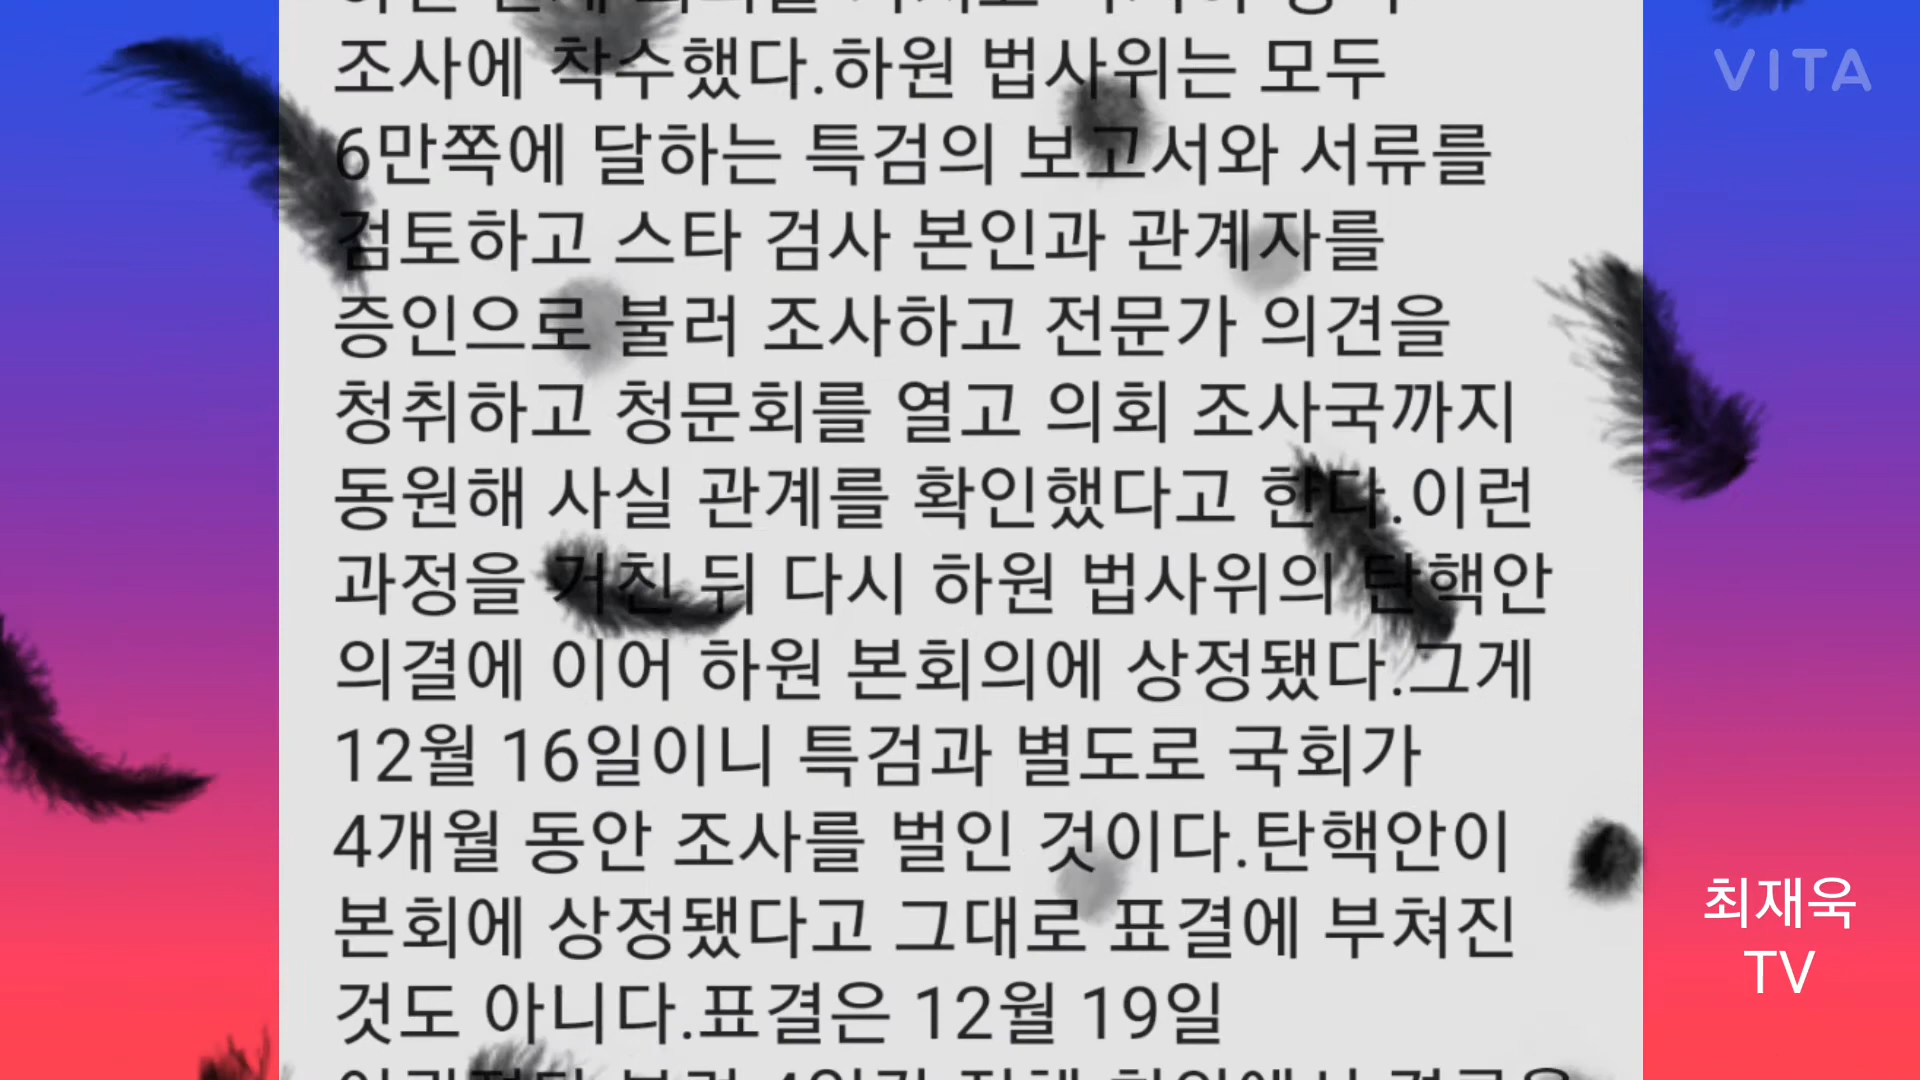 조사에 착수했다.하원 법사위는 모두
6만쪽에 달하는 특검의 보고서와 서류를
검토하고 스타 검사 본인과 관계자를
증인으로 불러 조사하고 전문가 의견을
청취하고 청문회를 열고 의회 조사국까지
동원해 사실 관계를 확인했다고 한다.이런
과정을 거친 뒤 다시 하원 법사위의 탄핵안
의결에 이어 하원 본회의에 상정됐다.그게
12월 16일이니 특검과 별도로 국회가
4개월 동안 조사를 벌인 것이다.탄핵안이
본회에 상정됐다고 그대로 표결에 부쳐진
것도 아니다.표결은 12월 19일
VITA
최재욱
TV